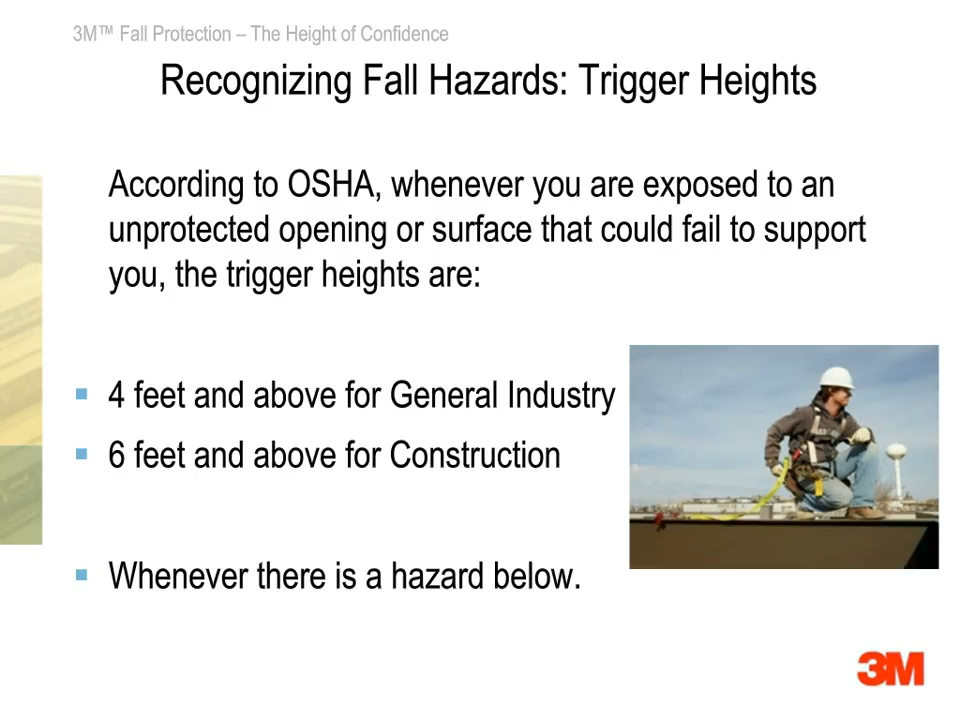 3M™ Fall Protection – The Height of Confidence
Recognizing Fall Hazards: Trigger Heights
According to OSHA, whenever you are exposed to an
unprotected opening or surface that could fail to support
you, the trigger heights are:
4 feet and above for General Industry
6 feet and above for Construction
Whenever there is a hazard below.
3M